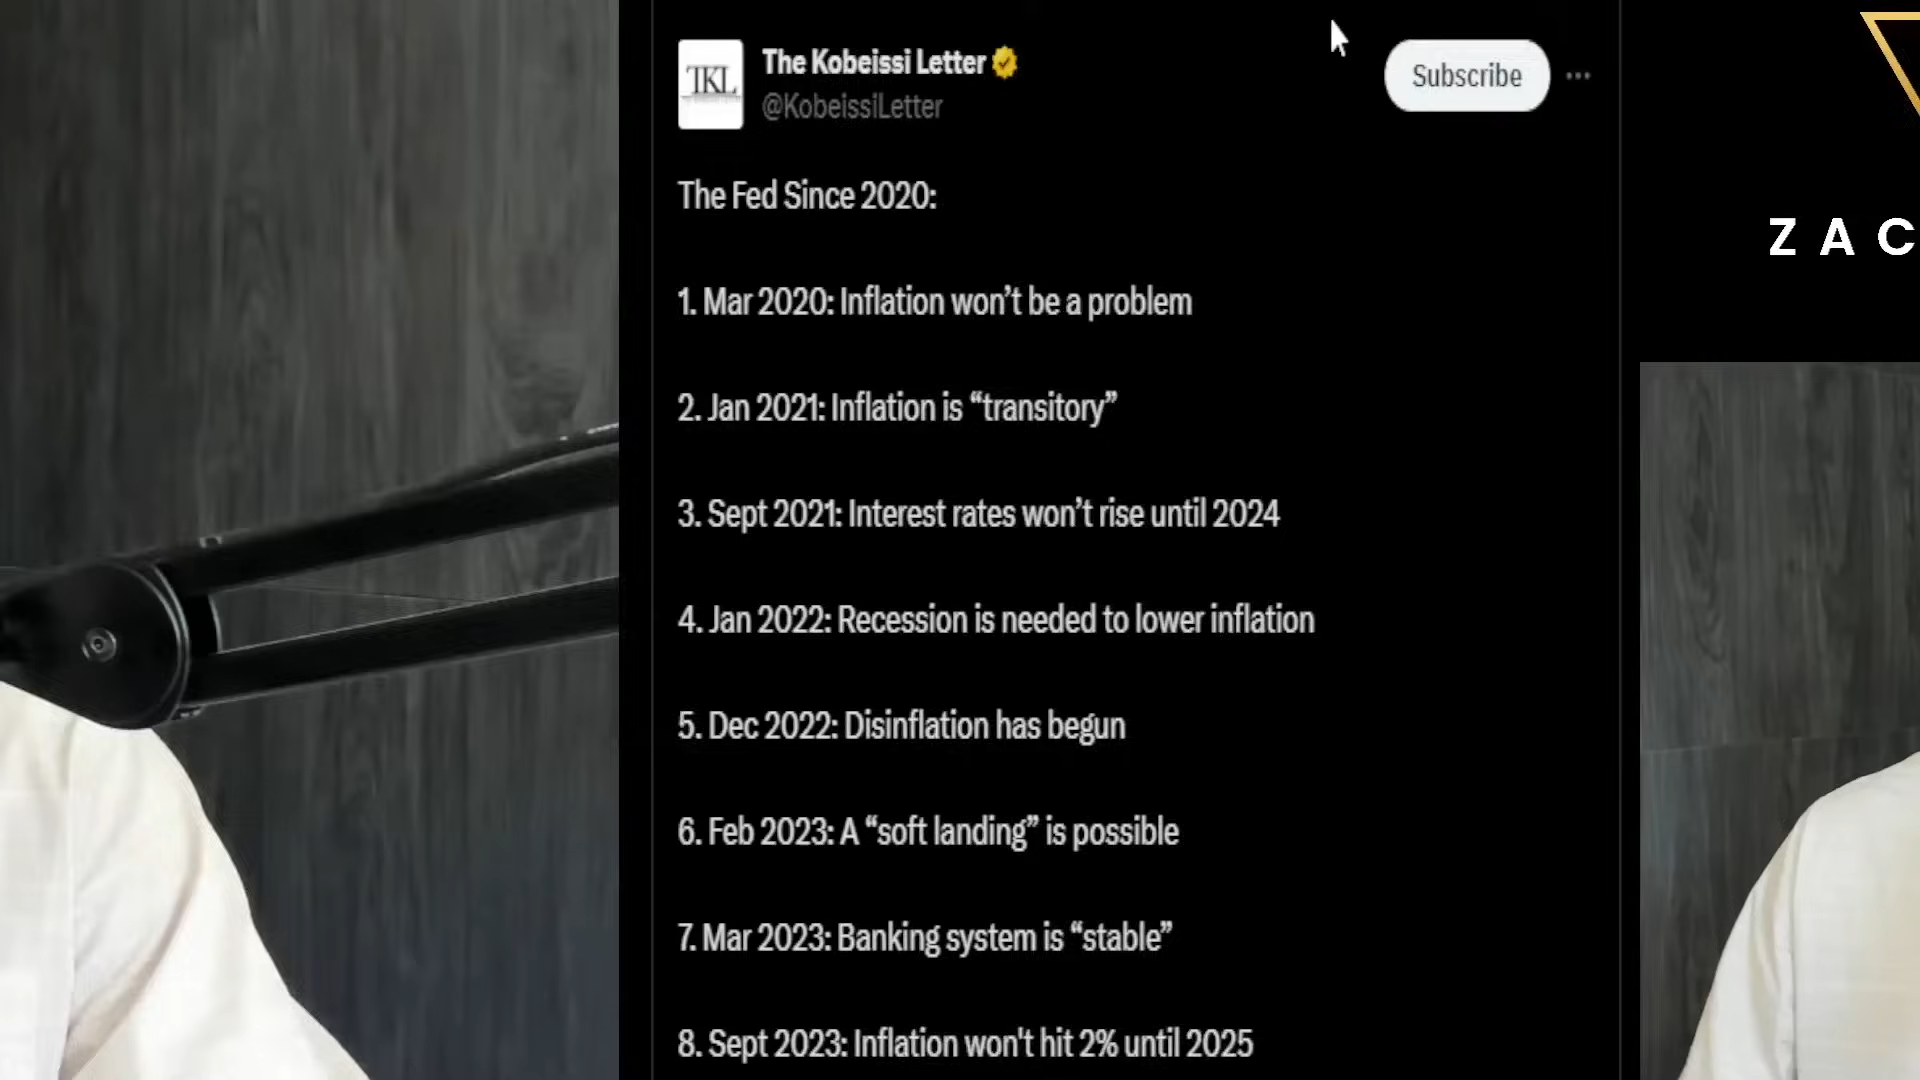 TKL
The Kobeissi Letter
@KobeissiLetter
Subscribe
The Fed Since 2020:
1. Mar 2020: Inflation won’t be a problem
2. Jan 2021: Inflation is “transitory”
3. Sept 2021: Interest rates won’t rise until 2024
4. Jan 2022: Recession is needed to lower inflation
5. Dec 2022: Disinflation has begun
6. Feb 2023: A “soft landing” is possible
7. Mar 2023: Banking system is “stable”
8. Sept 2023: Inflation won't hit 2% until 2025
ZAC